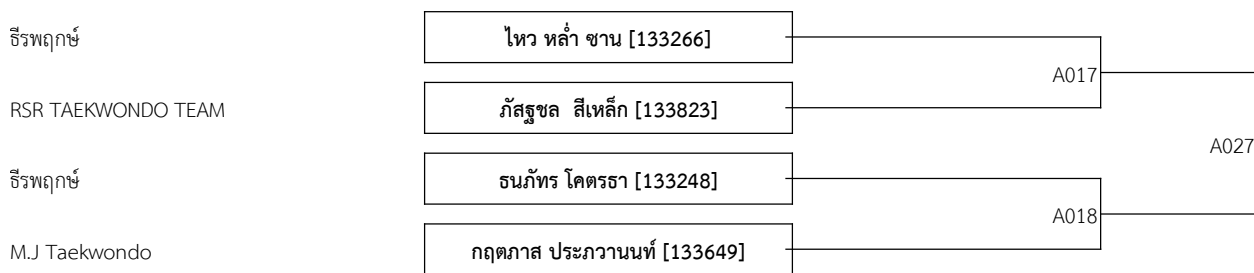 ธีรพฤกษ์ ไหว หล่ำ ซาน [133266]
A017
RSR TAEKWONDO TEAM ภัสฐชล สีเหล็ก [133823]
A027
ธีรพฤกษ์ ธนภัทร โคตรธา [133248]
A018
M.J Taekwondo กฤตภาส ประภวานนท์ [133649]